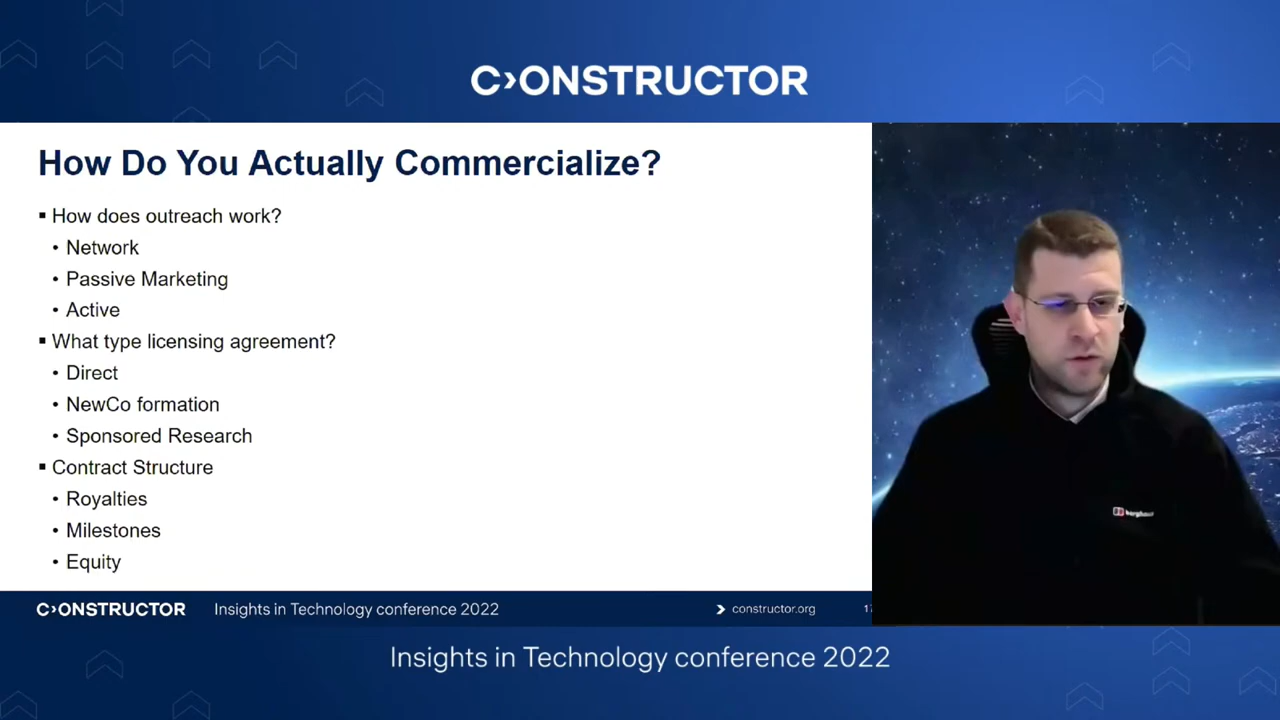 C›ONSTRUCTOR
How Do You Actually Commercialize?
▪ How does outreach work?
• Network
• Passive Marketing
• Active
▪ What type licensing agreement?
• Direct
• NewCo formation
• Sponsored Research
▪ Contract Structure
• Royalties
• Milestones
• Equity
C›ONSTRUCTOR Insights in Technology conference 2022 constructor.org
Insights in Technology conference 2022